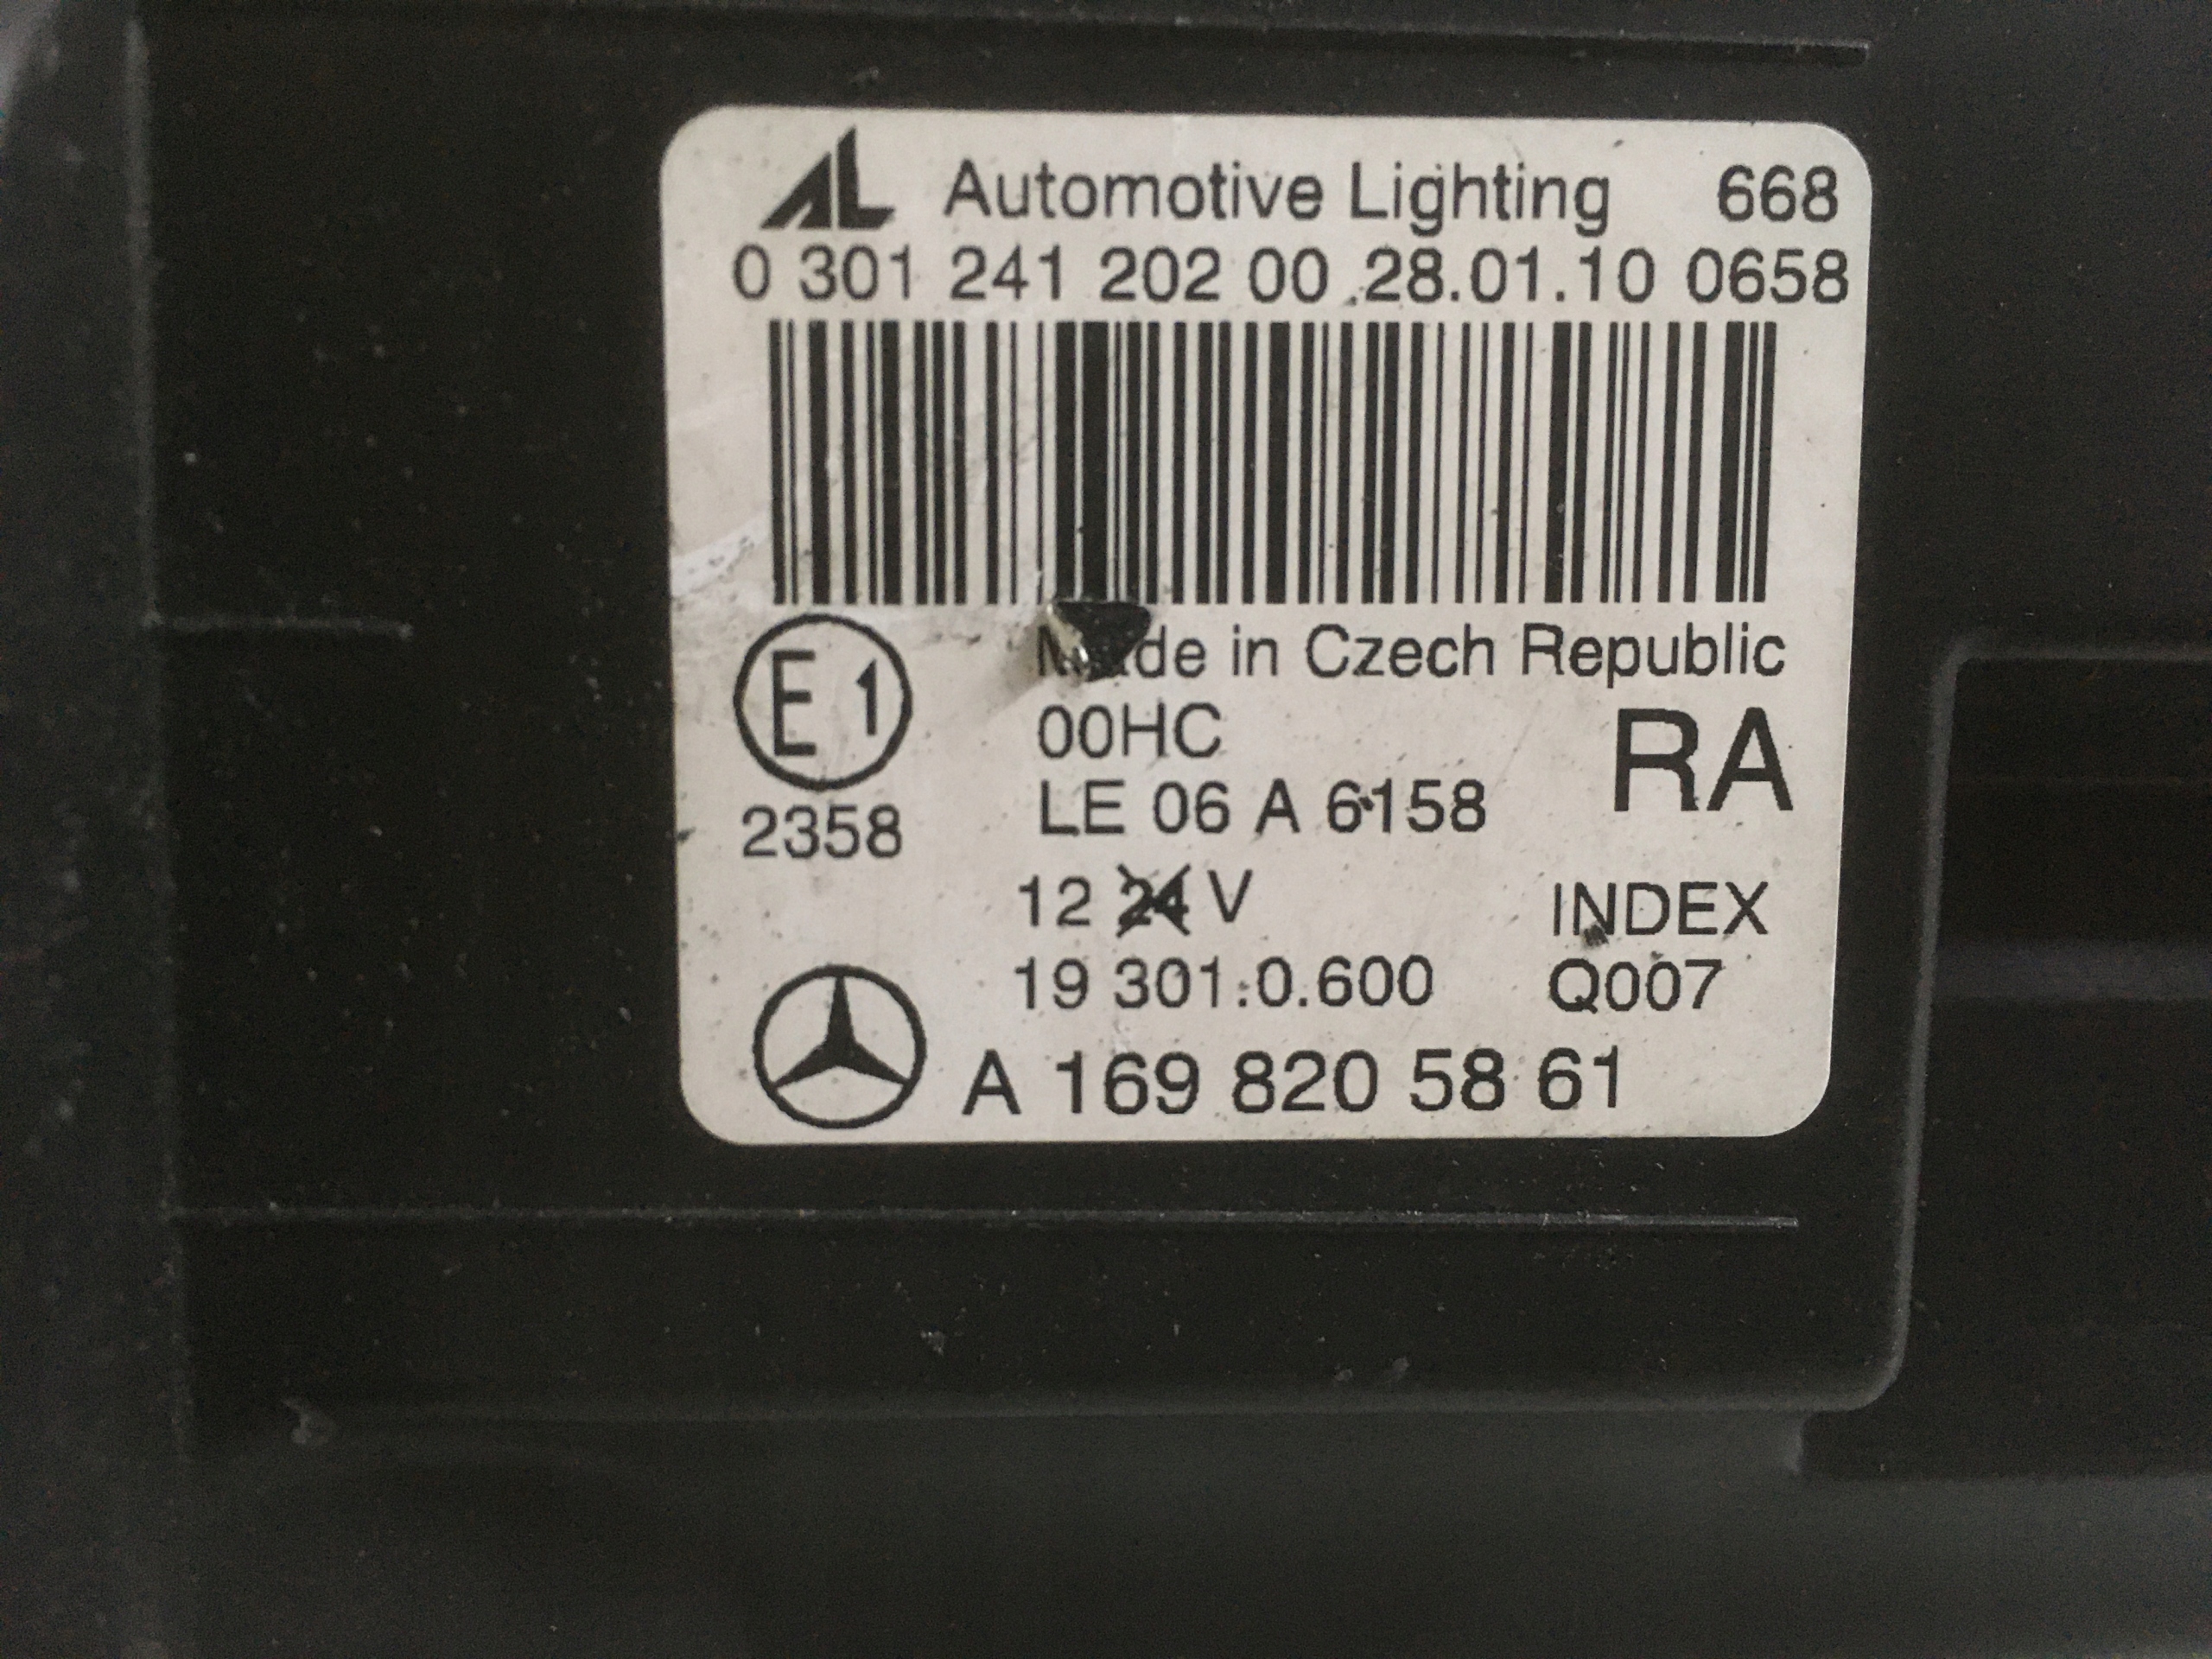 AL Automotive Lighting 668
0 301 241 202 00 28.01.10 0658
Made in Czech Republic
E1
00HC
RA
LE 06 A 6158
2358
12 24 V
INDEX
19 301.0.600
Q007
A 169 820 58 61